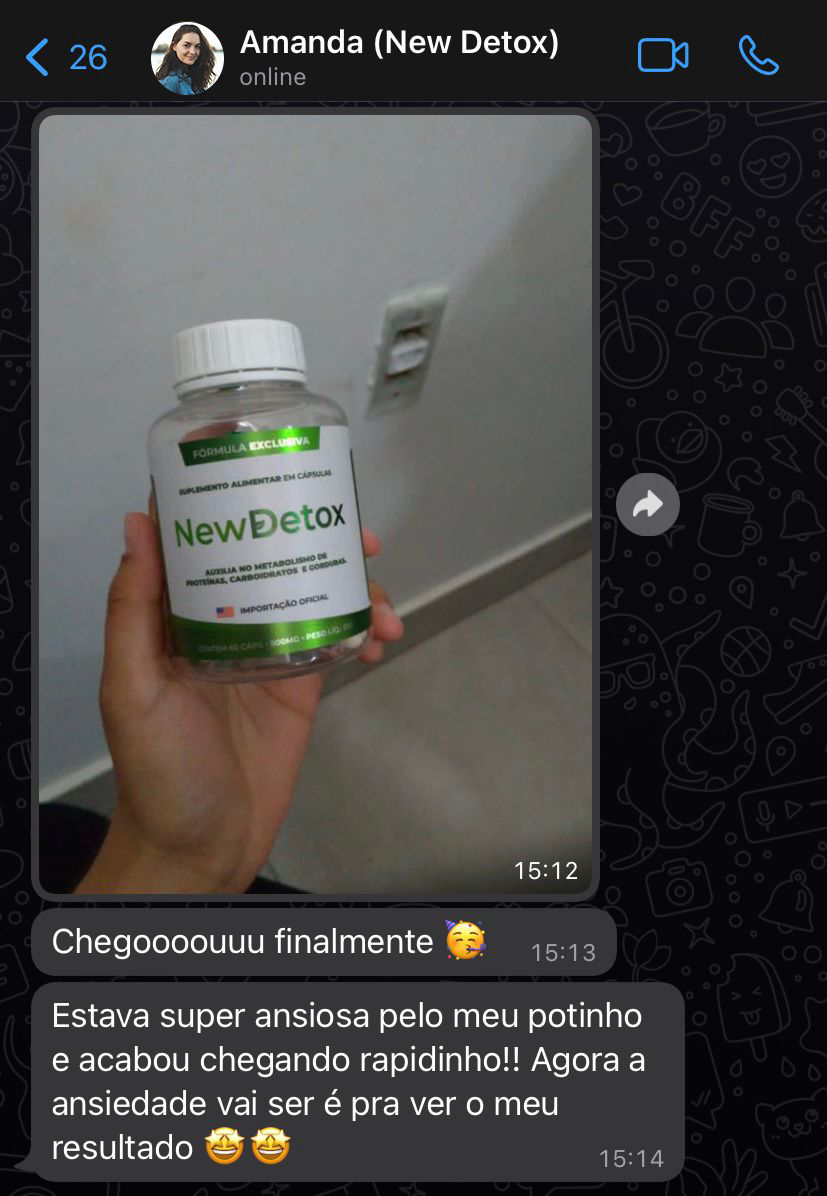 26
Amanda (New Detox)
online
FÓRMULA EXCLUSIVA
SUPLEMENTO ALIMENTAR EM CÁPSULAS
NewDetox
AUXILIA NO METABOLISMO DE
PROTEÍNAS, CARBOIDRATOS E GORDURAS.
IMPORTAÇÃO OFICIAL
CONTÉM 60 CAPS - 500MG - PESO LÍQ.
15:12
Chegoooouuu finalmente 🥳 15:13
Estava super ansiosa pelo meu potinho
e acabou chegando rapidinho!! Agora a
ansiedade vai ser é pra ver o meu
resultado 🤩🤩 15:14
BFF